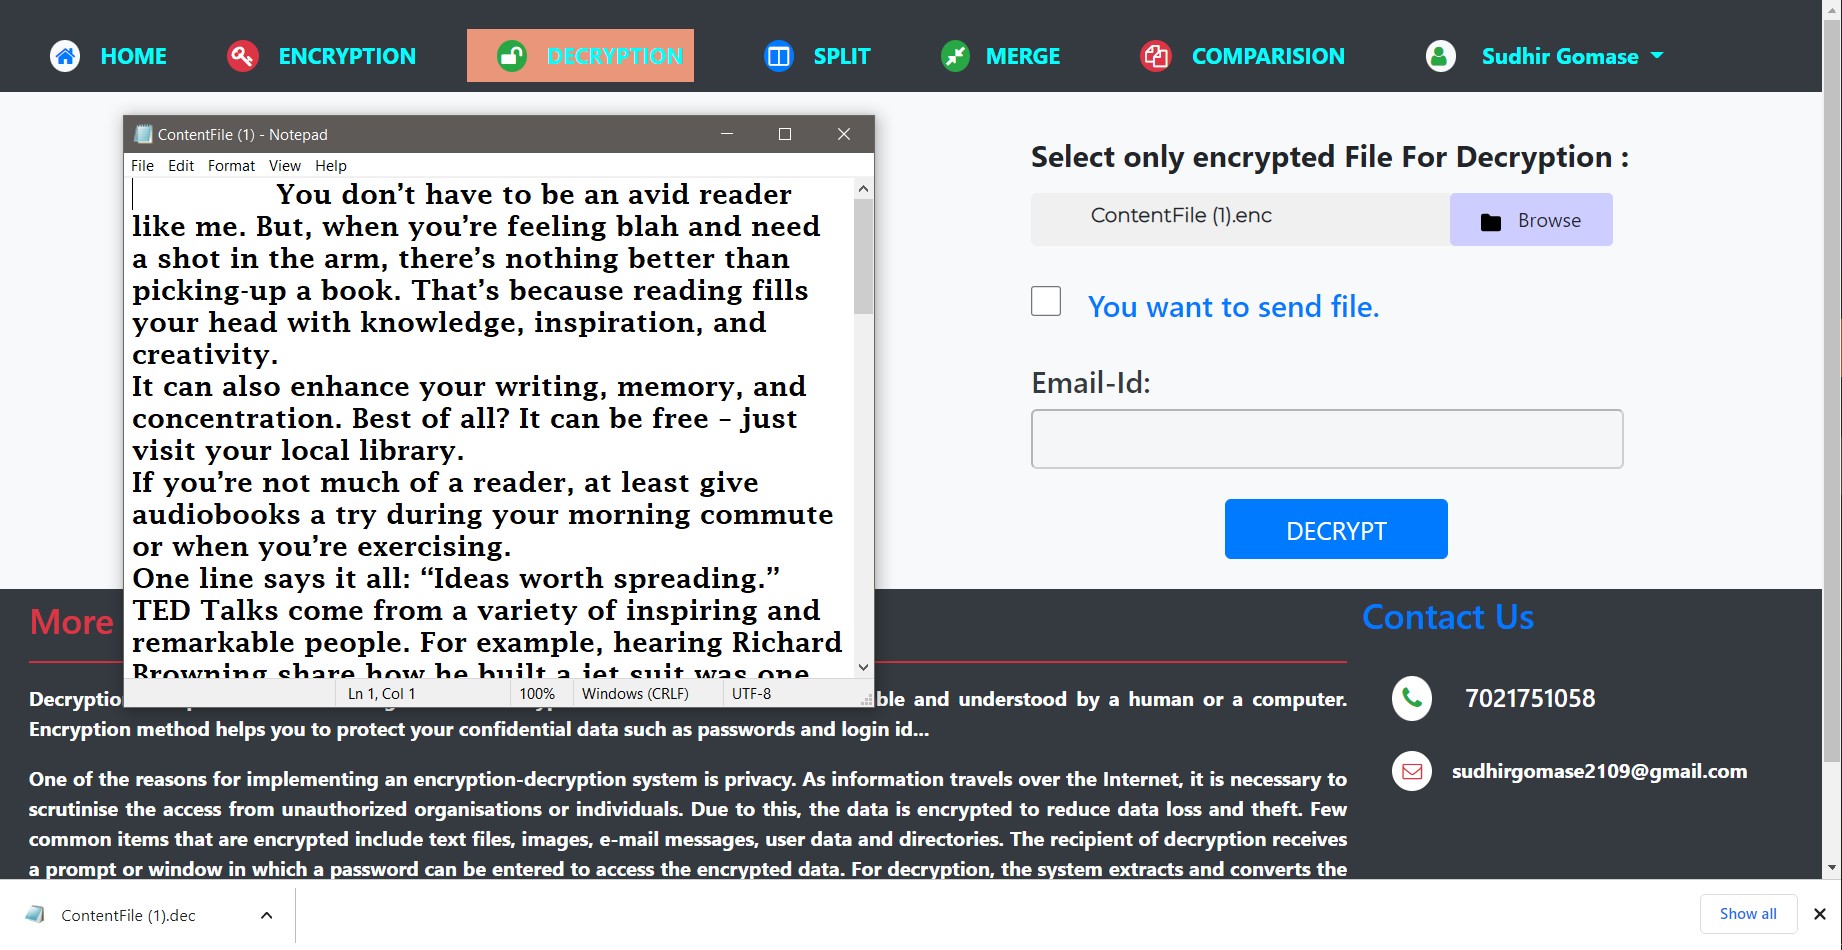 HOME
ENCRYPTION
DECRYPTION
SPLIT
MERGE
COMPARISION
Sudhir Gomase
ContentFile (1) - Notepad
File Edit Format View Help
You don’t have to be an avid reader
like me. But, when you’re feeling blah and need
a shot in the arm, there’s nothing better than
picking-up a book. That’s because reading fills
your head with knowledge, inspiration, and
creativity.
It can also enhance your writing, memory, and
concentration. Best of all? It can be free – just
visit your local library.
If you’re not much of a reader, at least give
audiobooks a try during your morning commute
or when you’re exercising.
One line says it all: “Ideas worth spreading.”
TED Talks come from a variety of inspiring and
remarkable people. For example, hearing Richard
Browning share how he built a jet suit was one
Ln 1, Col 1 100% Windows (CRLF) UTF-8
Select only encrypted File For Decryption :
ContentFile (1).enc
Browse
You want to send file.
Email-Id:
DECRYPT
More
ble and understood by a human or a computer.
Encryption method helps you to protect your confidential data such as passwords and login id...
One of the reasons for implementing an encryption-decryption system is privacy. As information travels over the Internet, it is necessary to
scrutinise the access from unauthorized organisations or individuals. Due to this, the data is encrypted to reduce data loss and theft. Few
common items that are encrypted include text files, images, e-mail messages, user data and directories. The recipient of decryption receives
a prompt or window in which a password can be entered to access the encrypted data. For decryption, the system extracts and converts the
Contact Us
7021751058
sudhirgomase2109@gmail.com
ContentFile (1).dec
Show all